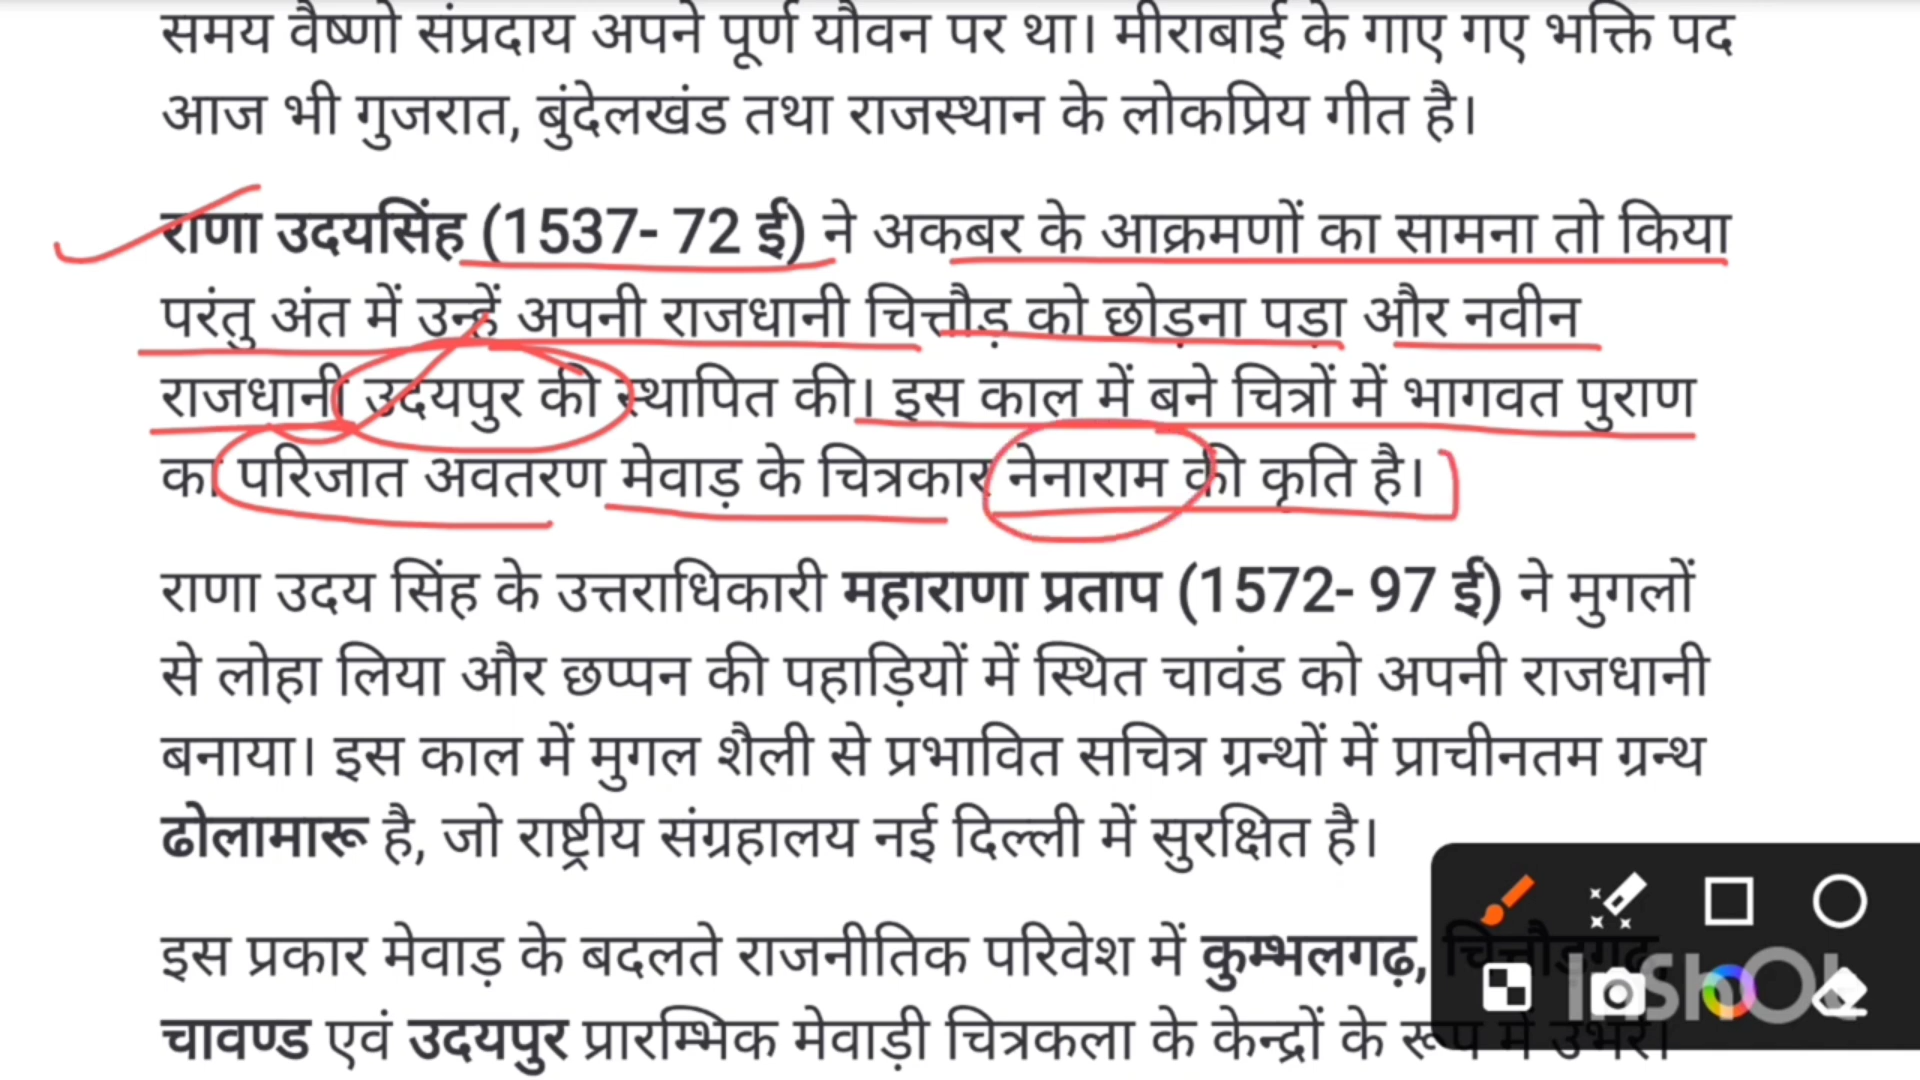 समय वैष्णो संप्रदाय अपने पूर्ण यौवन पर था। मीराबाई के गाए गए भक्ति पद
आज भी गुजरात, बुंदेलखंड तथा राजस्थान के लोकप्रिय गीत है।
राणा उदयसिंह (1537- 72 ई) ने अकबर के आक्रमणों का सामना तो किया
परंतु अंत में उन्हें अपनी राजधानी चित्तौड़ को छोड़ना पड़ा और नवीन
राजधानी उदयपुर की स्थापित की। इस काल में बने चित्रों में भागवत पुराण
का परिजात अवतरण मेवाड़ के चित्रकार नेनाराम की कृति है।
राणा उदय सिंह के उत्तराधिकारी महाराणा प्रताप (1572- 97 ई) ने मुगलों
से लोहा लिया और छप्पन की पहाड़ियों में स्थित चावंड को अपनी राजधानी
बनाया। इस काल में मुगल शैली से प्रभावित सचित्र ग्रन्थों में प्राचीनतम ग्रन्थ
ढोलामारू है, जो राष्ट्रीय संग्रहालय नई दिल्ली में सुरक्षित है।
इस प्रकार मेवाड़ के बदलते राजनीतिक परिवेश में कुम्भलगढ़, चित्तौड़गढ़,
चावण्ड एवं उदयपुर प्रारम्भिक मेवाड़ी चित्रकला के केन्द्रों के रूप में उभरे।
InShOt